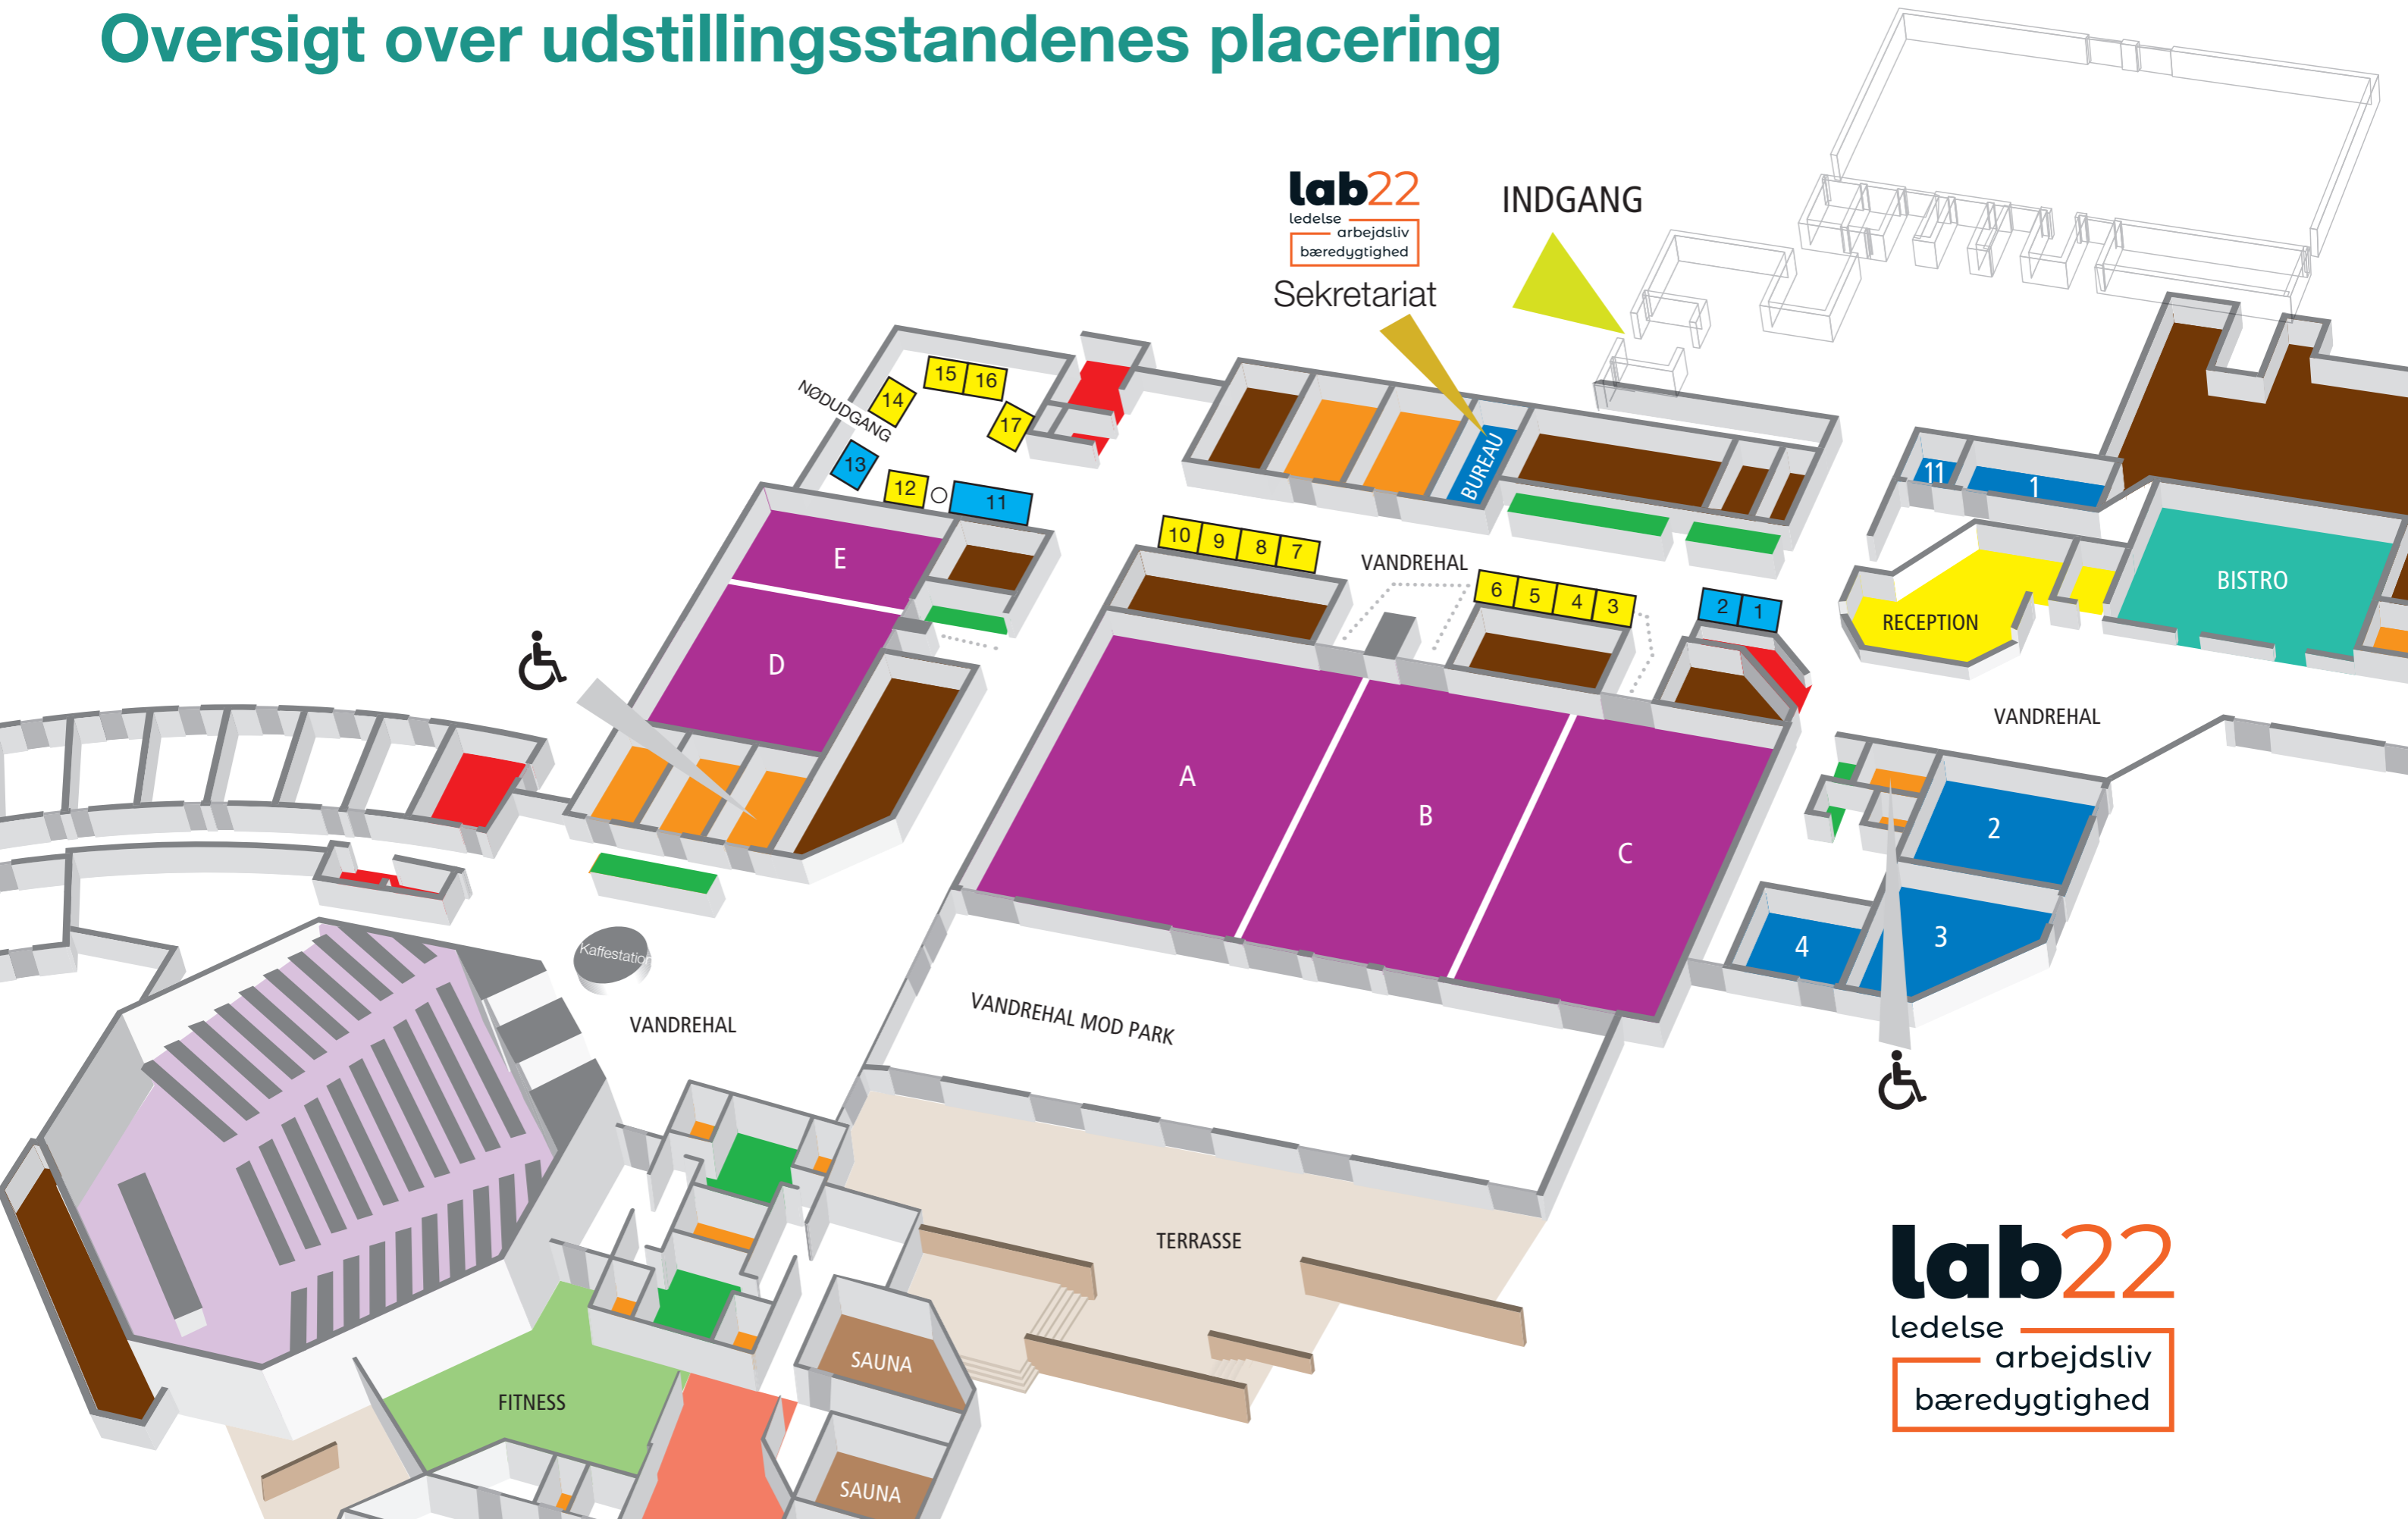 Oversigt over udstillingsstandenes placering
lab22
ledelse
arbejdsliv
bæredygtighed
Sekretariat
INDGANG
NØDUDGANG
15
16
14
17
13
12
11
BUREAU
11
1
10
9
8
7
VANDREHAL
6
5
4
3
2
1
E
D
RECEPTION
BISTRO
VANDREHAL
A
B
C
2
3
4
Kaffestation
VANDREHAL
VANDREHAL MOD PARK
TERRASSE
SAUNA
FITNESS
SAUNA
lab22
ledelse
arbejdsliv
bæredygtighed